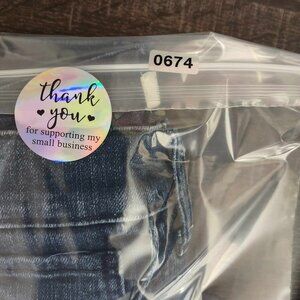 0674
thank
you
for supporting my
small business